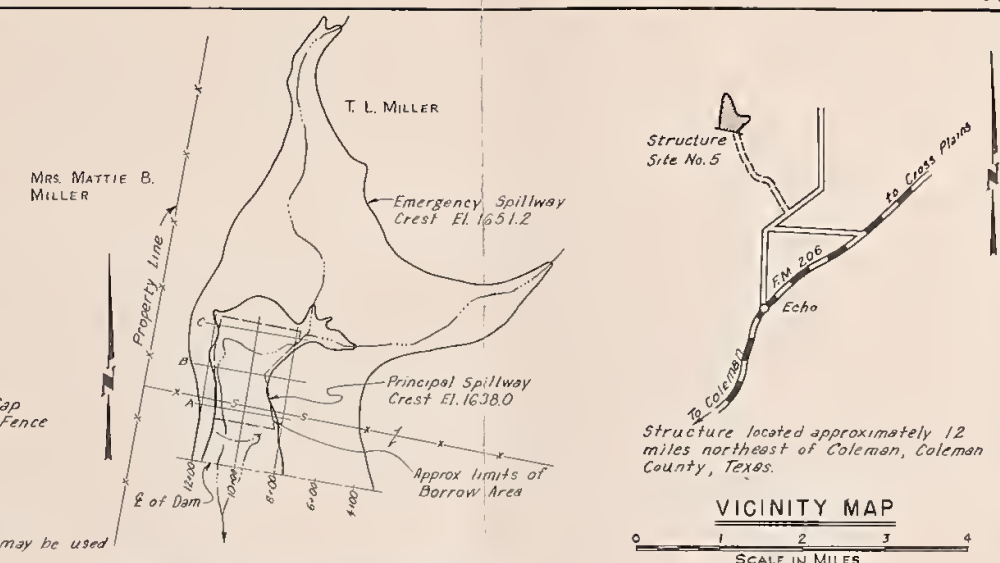 T. L. MILLER
MRS. MATTIE B.
MILLER
Property Line
Emergency Spillway
Crest El. 1651.2
C
B
A
S
S
Principal Spillway
Crest El. 1638.0
Fence
Approx limits of
Borrow Area
₵ of Dam
12+00
10+00
8+00
6+00
4+00
may be used
N
Structure
Site No. 5
to Cross Plains
F.M. 206
Echo
To Coleman
N
Structure located approximately 12
miles northeast of Coleman, Coleman
County, Texas.
VICINITY MAP
0 1 2 3 4
SCALE IN MILES